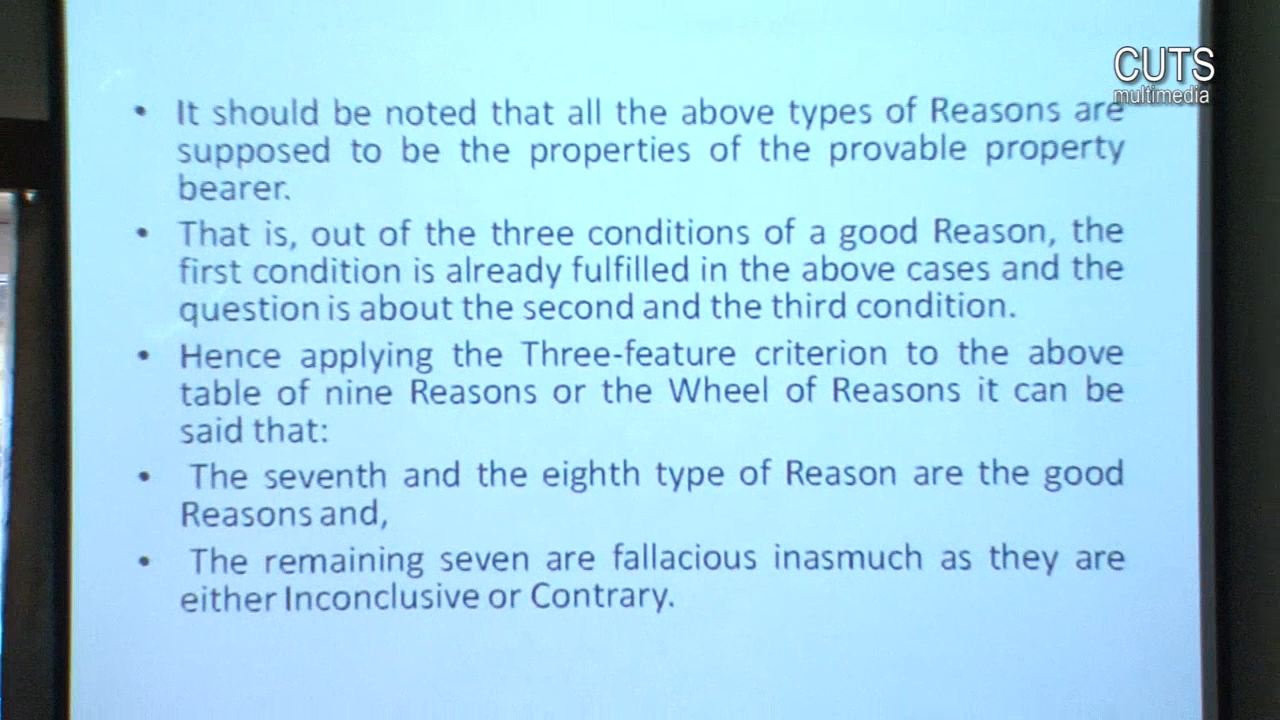 CUTS
multimedia
• It should be noted that all the above types of Reasons are
supposed to be the properties of the provable property
bearer.
• That is, out of the three conditions of a good Reason, the
first condition is already fulfilled in the above cases and the
question is about the second and the third condition.
• Hence applying the Three-feature criterion to the above
table of nine Reasons or the Wheel of Reasons it can be
said that:
• The seventh and the eighth type of Reason are the good
Reasons and,
• The remaining seven are fallacious inasmuch as they are
either Inconclusive or Contrary.